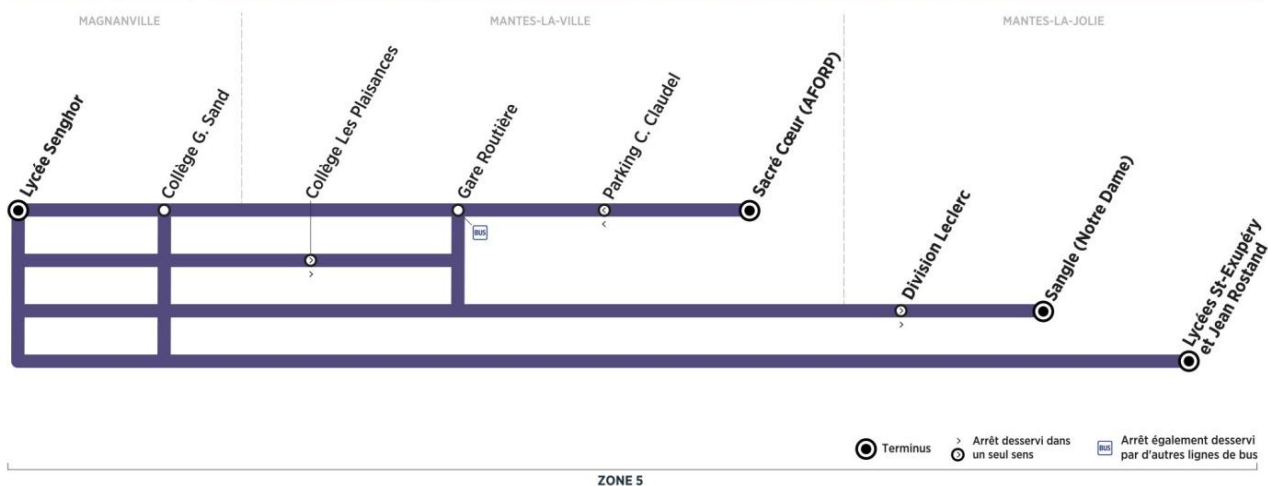 MAGNANVILLE
MANTES-LA-VILLE
MANTES-LA-JOLIE
Lycée Senghor
Collège G. Sand
Collège Les Plaisances
Gare Routière
Parking C. Claudel
Sacré Cœur (AFORP)
Division Leclerc
Sangle (Notre Dame)
Lycées St-Exupéry
et Jean Rostand
BUS
Terminus
Arrêt desservi dans
un seul sens
BUS
Arrêt également desservi
par d'autres lignes de bus
ZONE 5